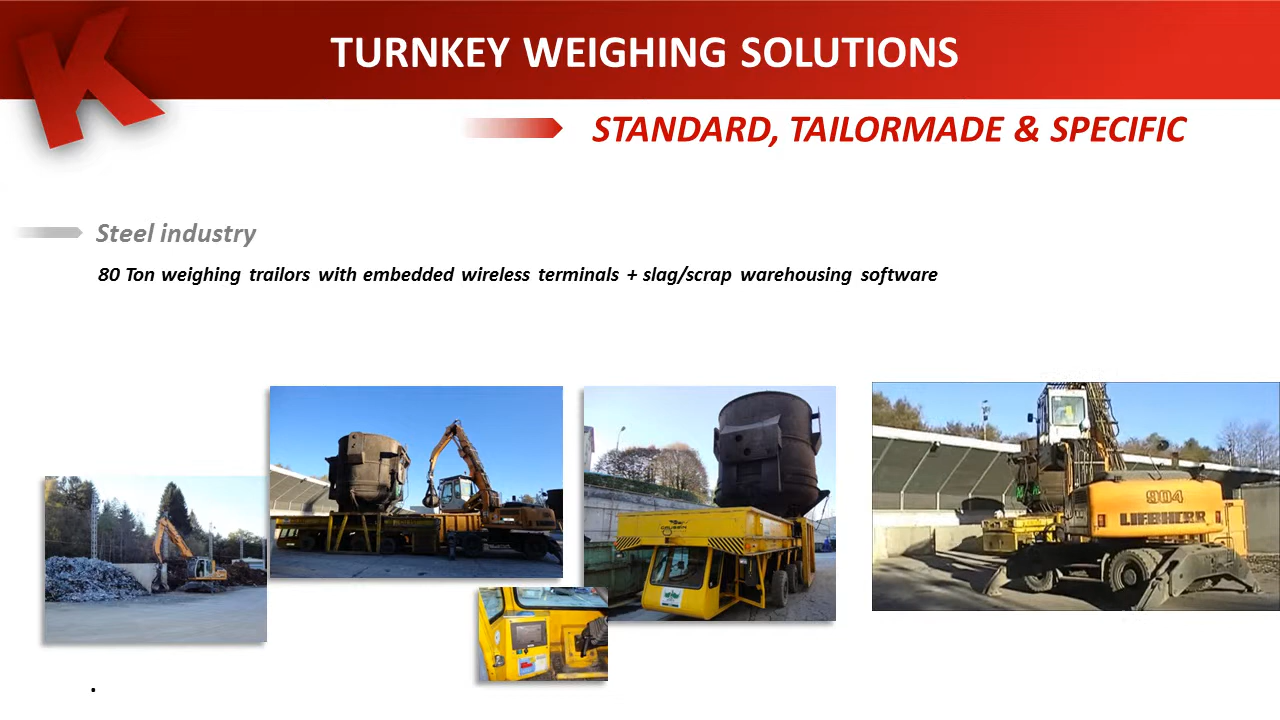 K
TURNKEY WEIGHING SOLUTIONS
STANDARD, TAILORMADE & SPECIFIC
Steel industry
80 Ton weighing trailors with embedded wireless terminals + slag/scrap warehousing software
904
LIEBHERR
.